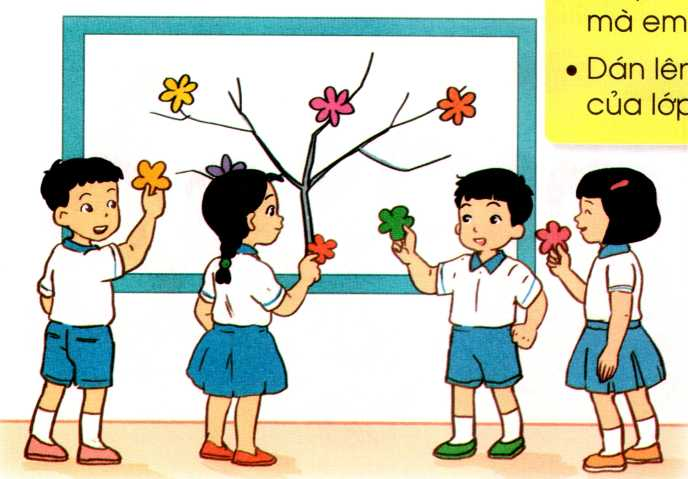 mà em
• Dán lên
của lớp